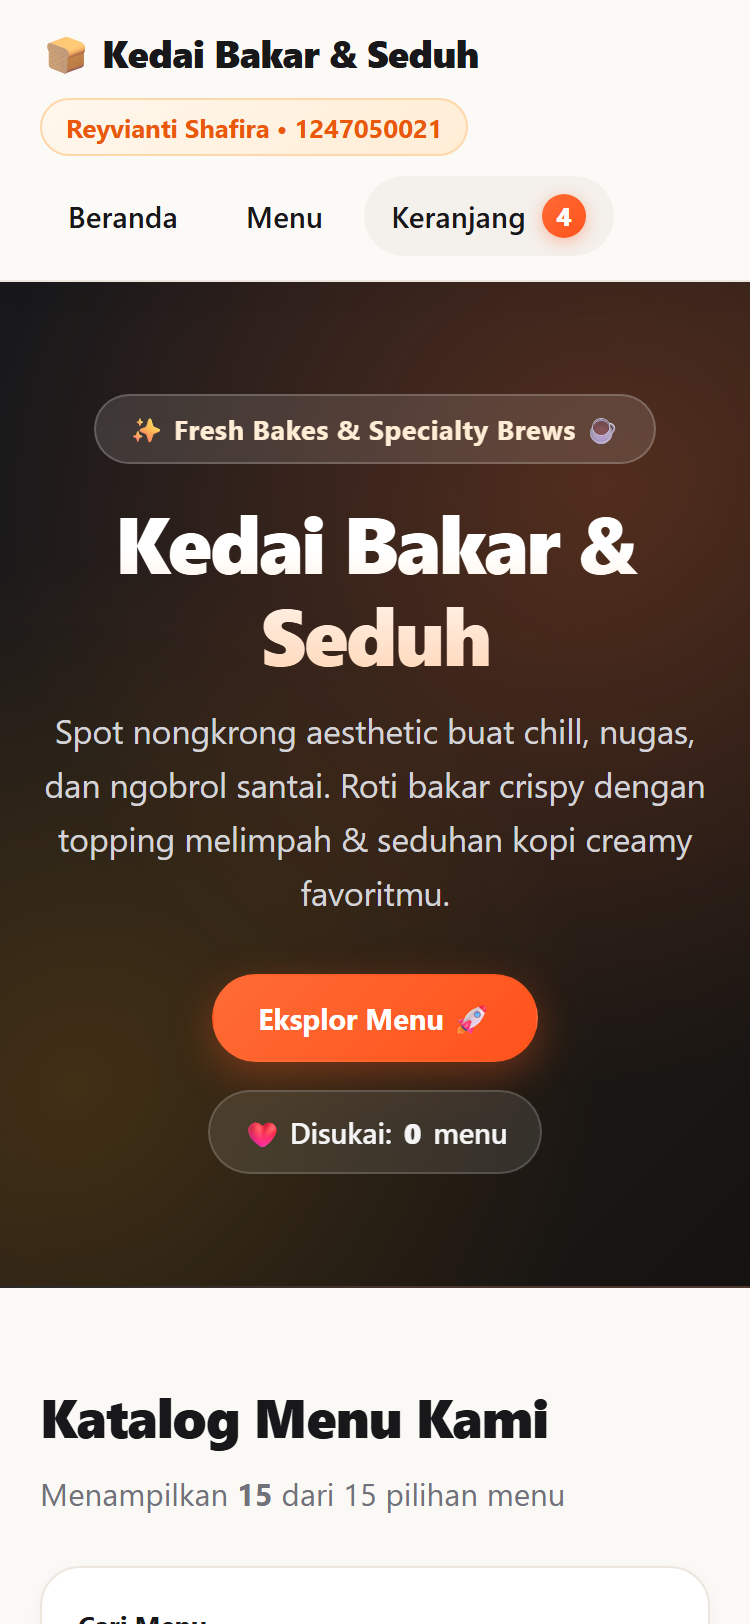 🍞 Kedai Bakar & Seduh
Reyvianti Shafira • 1247050021
Beranda Menu Keranjang 4
✨ Fresh Bakes & Specialty Brews ☕
Kedai Bakar &
Seduh
Spot nongkrong aesthetic buat chill, nugas,
dan ngobrol santai. Roti bakar crispy dengan
topping melimpah & seduhan kopi creamy
favoritmu.
Eksplor Menu 🚀
❤️ Disukai: 0 menu
Katalog Menu Kami
Menampilkan 15 dari 15 pilihan menu
Cari Menu